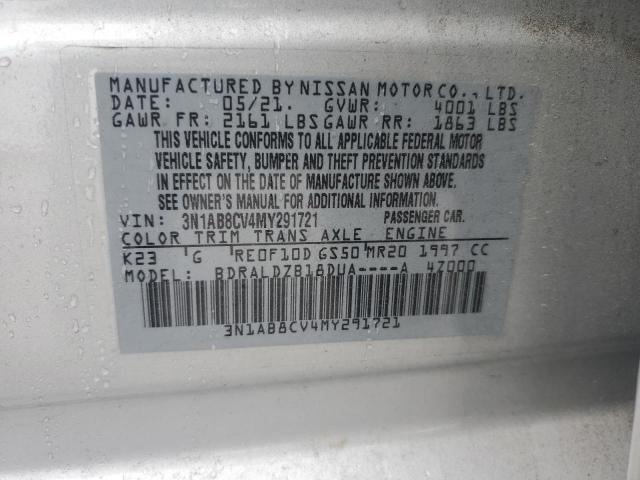 MANUFACTURED BY NISSAN MOTOR CO., LTD.
DATE: 05/21. GVWR: 4001 LBS
GAWR FR: 2161 LBS GAWR RR: 1863 LBS
THIS VEHICLE CONFORMS TO ALL APPLICABLE FEDERAL MOTOR
VEHICLE SAFETY, BUMPER AND THEFT PREVENTION STANDARDS
IN EFFECT ON THE DATE OF MANUFACTURE SHOWN ABOVE.
SEE OWNER'S MANUAL FOR ADDITIONAL INFORMATION.
VIN: 3N1AB8CV4MY291721 PASSENGER CAR.
COLOR TRIM TRANS AXLE ENGINE
K23 G RE0F10D GS50 MR20 1997 CC
MODEL: BDRALDZB18DUA----A 4Z000
3N1AB8CV4MY291721